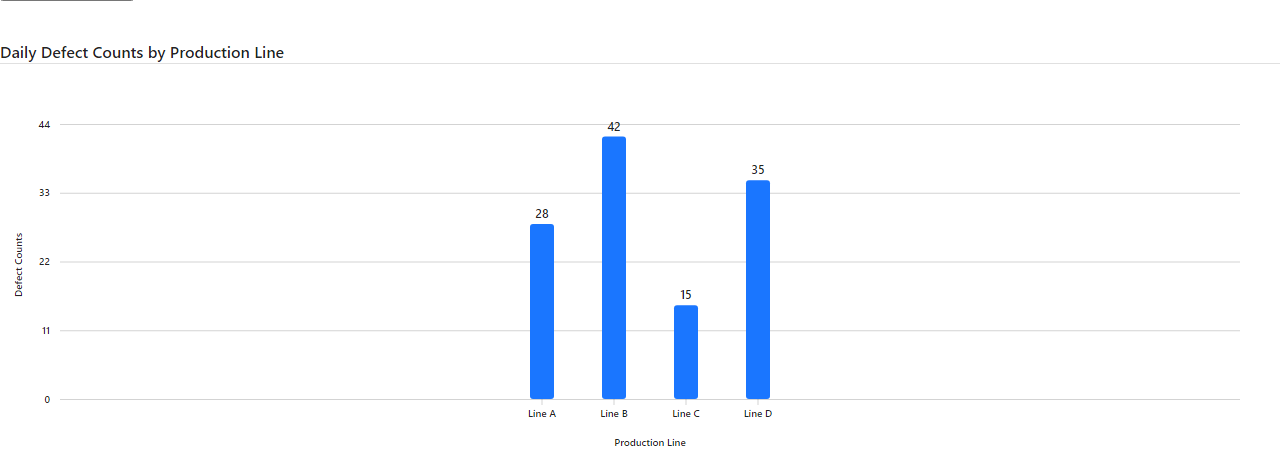 Daily Defect Counts by Production Line
44
33
22
11
0
Defect Counts
28
42
15
35
Line A
Line B
Line C
Line D
Production Line